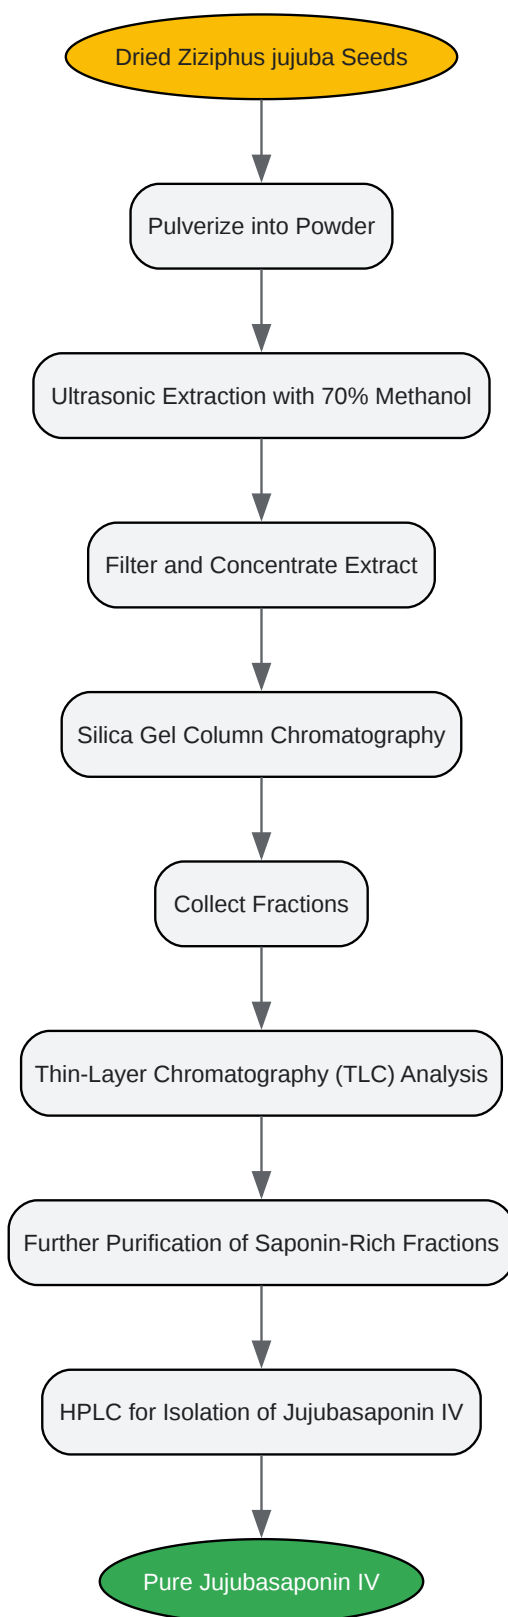 Dried Ziziphus jujuba Seeds
Pulverize into Powder
Ultrasonic Extraction with 70% Methanol
Filter and Concentrate Extract
Silica Gel Column Chromatography
Collect Fractions
Thin-Layer Chromatography (TLC) Analysis
Further Purification of Saponin-Rich Fractions
HPLC for Isolation of Jujubasaponin IV
Pure Jujubasaponin IV